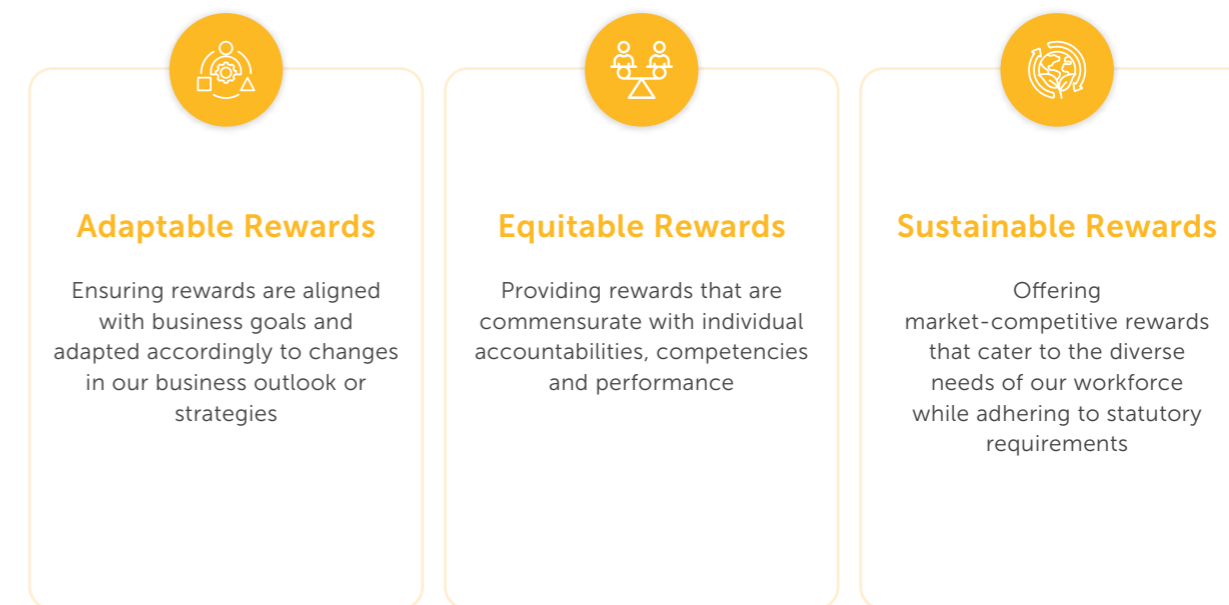 Adaptable Rewards
Ensuring rewards are aligned
with business goals and
adapted accordingly to changes
in our business outlook or
strategies
Equitable Rewards
Providing rewards that are
commensurate with individual
accountabilities, competencies
and performance
Sustainable Rewards
Offering
market-competitive rewards
that cater to the diverse
needs of our workforce
while adhering to statutory
requirements